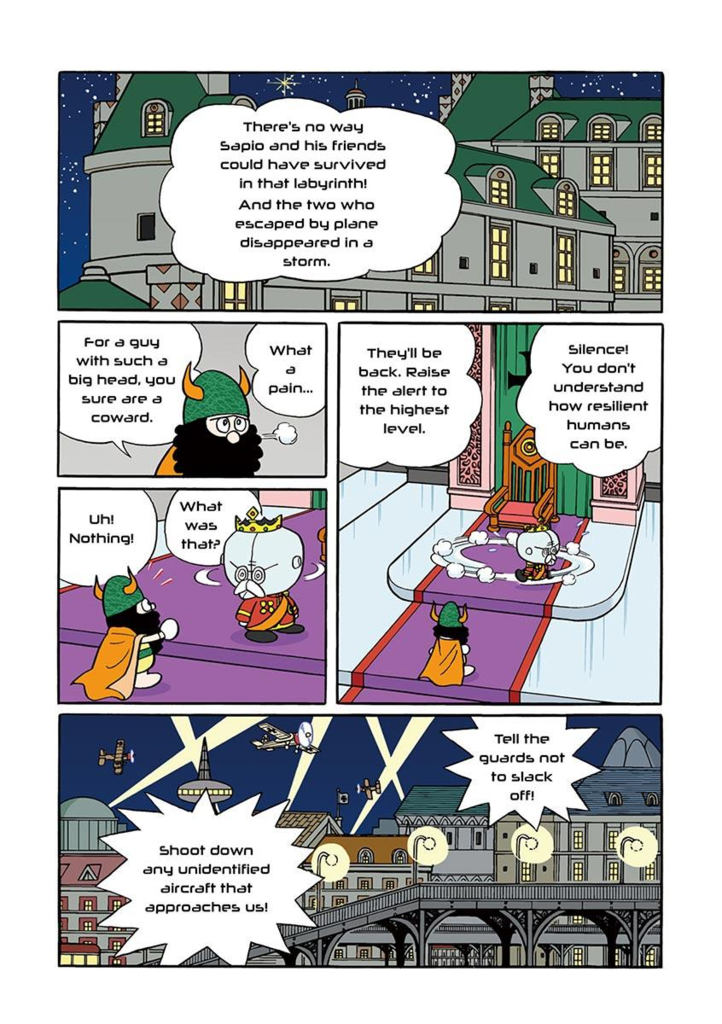 There's no way
Sapio and his friends
could have survived
in that labyrinth!
And the two who
escaped by plane
disappeared in a
storm.
Silence!
You don't
understand
how resilient
humans
can be.
They'll be
back. Raise
the alert to
the highest
level.
What
a
pain...
For a guy
with such a
big head, you
sure are a
coward.
What
was
that?
Uh!
Nothing!
Tell the
guards not
to slack
off!
Shoot down
any unidentified
aircraft that
approaches us!